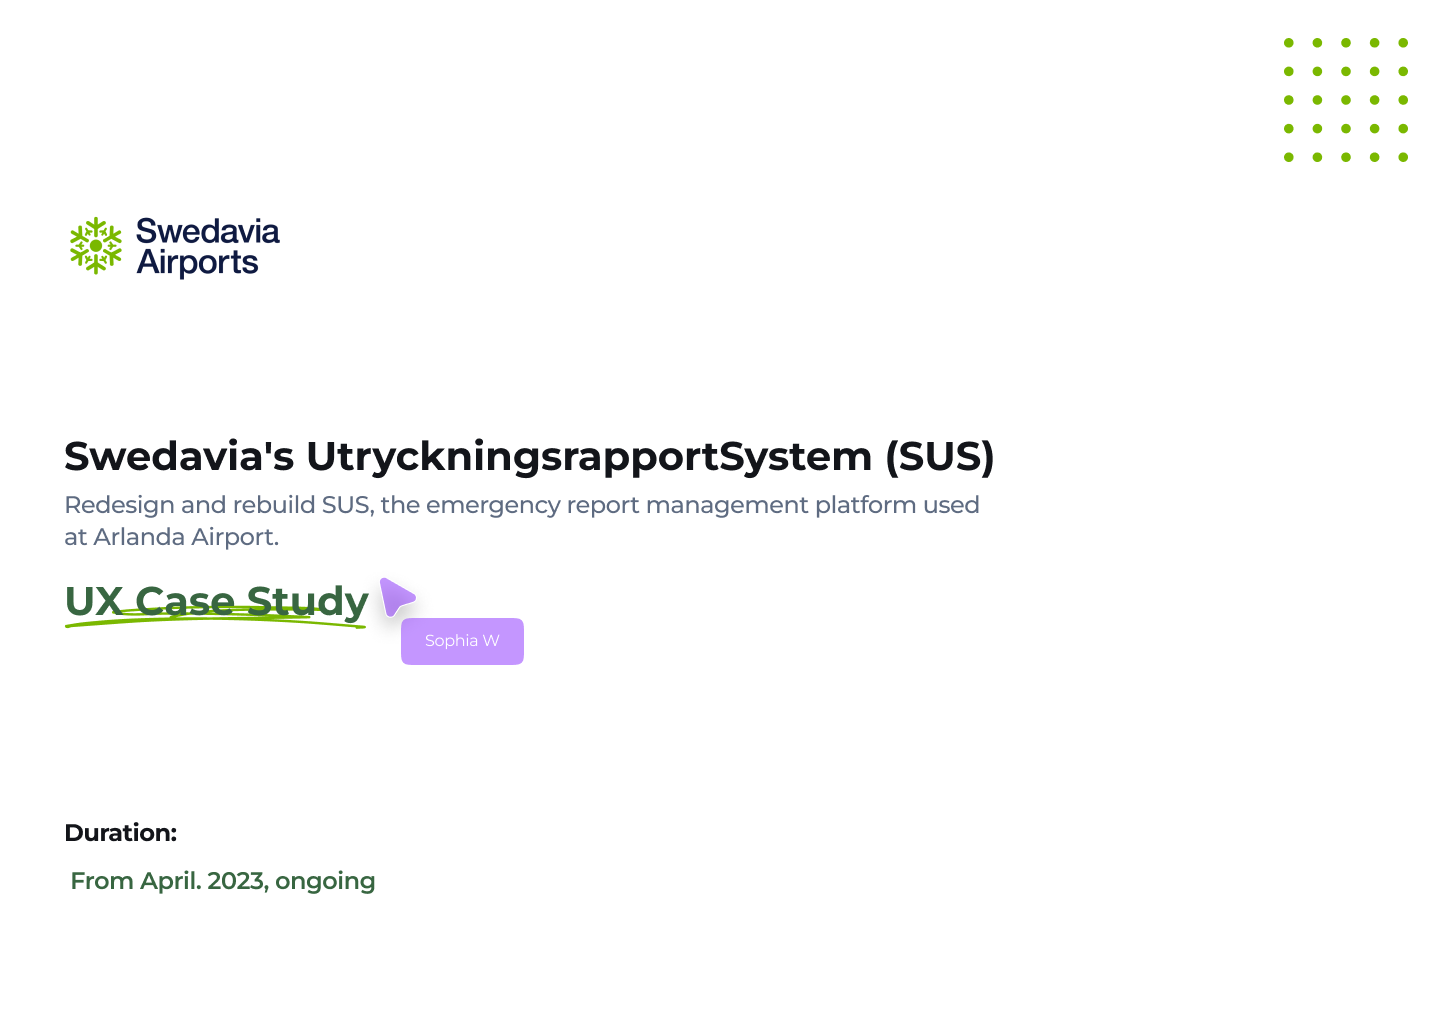 Swedavia
Airports
Swedavia's UtryckningsrapportSystem (SUS)
Redesign and rebuild SUS, the emergency report management platform used
at Arlanda Airport.
UX Case Study
Sophia W
Duration:
From April. 2023, ongoing